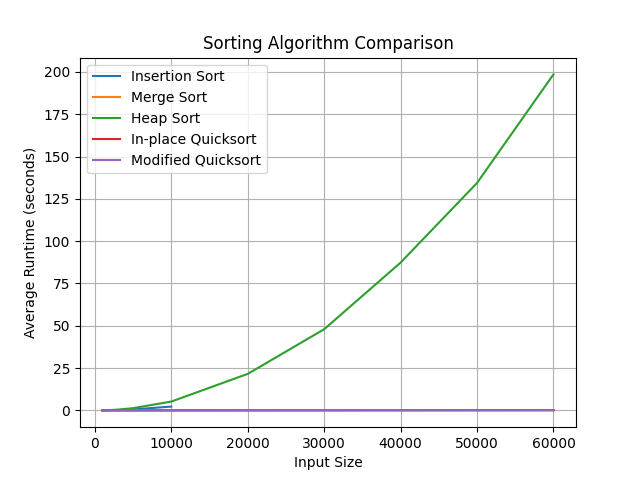 Sorting Algorithm Comparison
Insertion Sort
Merge Sort
Heap Sort
In-place Quicksort
Modified Quicksort
Average Runtime (seconds)
200
175
150
125
100
75
50
25
0
0 10000 20000 30000 40000 50000 60000
Input Size